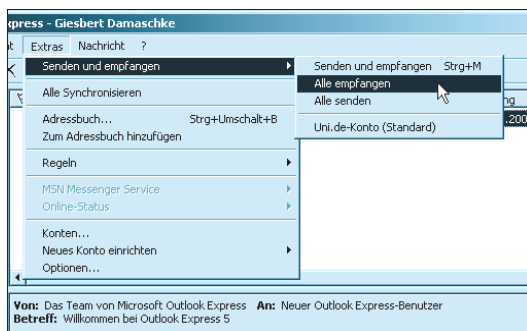 xpress - Giesbert Damaschke
t Extras Nachricht ?
Senden und empfangen
Senden und empfangen Strg+M
Alle empfangen
Alle senden
Uni.de-Konto (Standard)
ng
.200
Alle Synchronisieren
Adressbuch... Strg+Umschalt+B
Zum Adressbuch hinzufügen
Regeln
MSN Messenger Service
Online-Status
Konten...
Neues Konto einrichten
Optionen...
Von: Das Team von Microsoft Outlook Express An: Neuer Outlook Express-Benutzer
Betreff: Willkommen bei Outlook Express 5